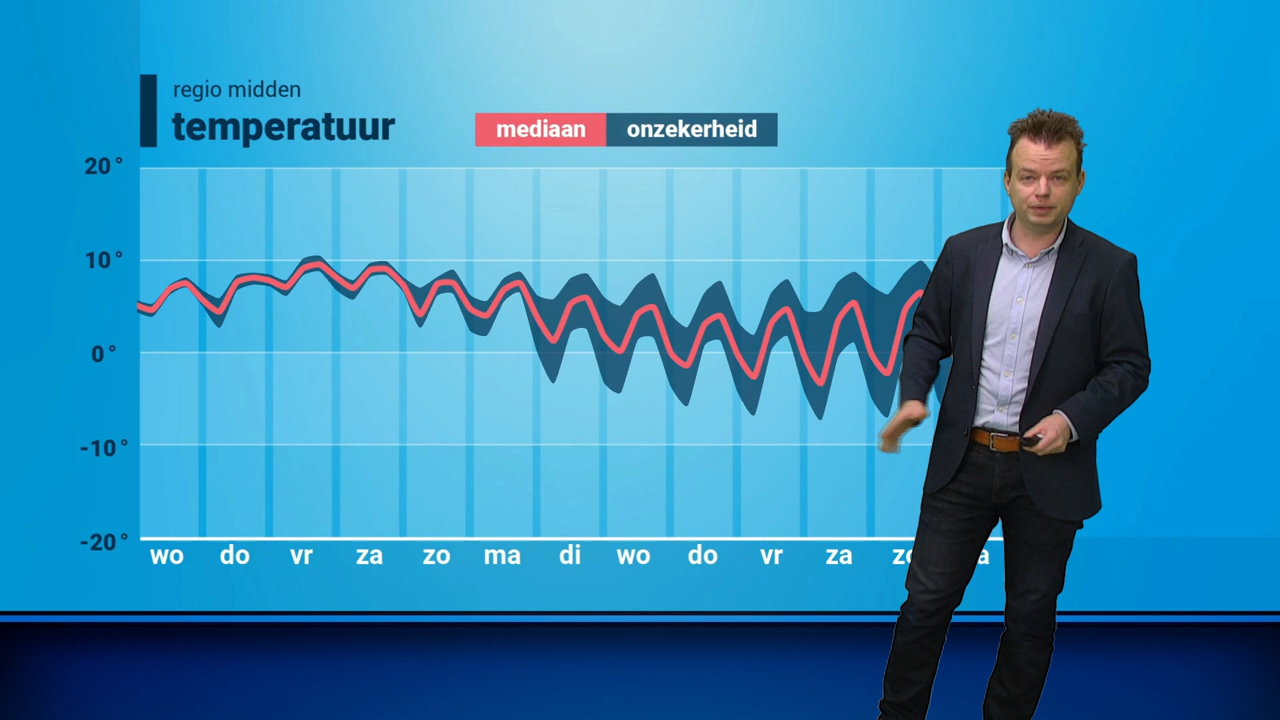 regio midden
temperatuur
mediaan onzekerheid
20°
10°
0°
-10°
-20°
wo do vr za zo ma di wo do vr za